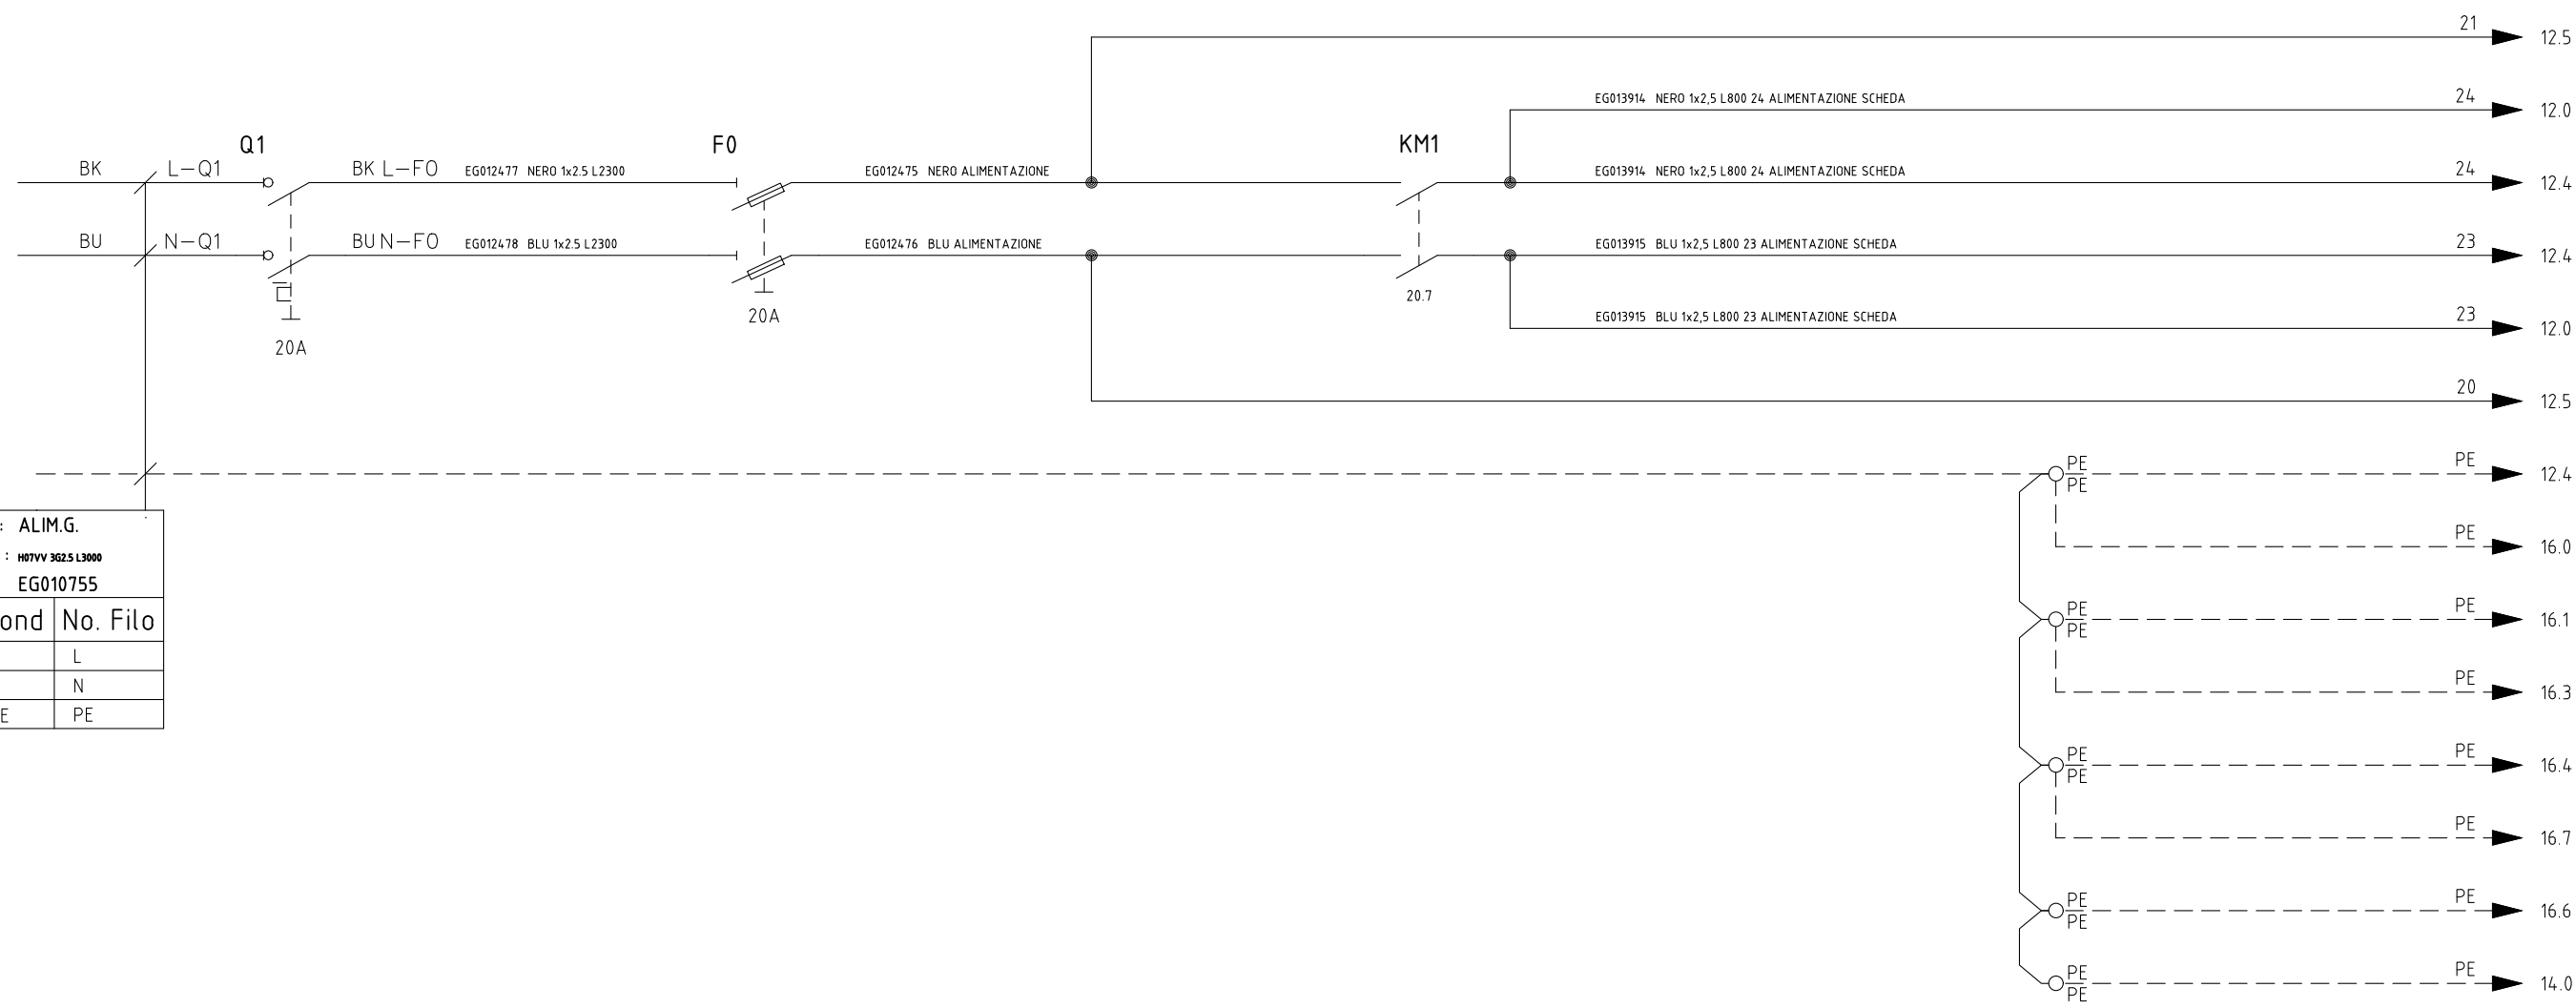 21
12.5
EG013914 NERO 1x2,5 L800 24 ALIMENTAZIONE SCHEDA
24
12.0
Q1
F0
KM1
BK
L-Q1
BK L-FO
EG012477 NERO 1x2.5 L2300
EG012475 NERO ALIMENTAZIONE
EG013914 NERO 1x2,5 L800 24 ALIMENTAZIONE SCHEDA
24
12.4
BU
N-Q1
BU N-FO
EG012478 BLU 1x2.5 L2300
EG012476 BLU ALIMENTAZIONE
EG013915 BLU 1x2,5 L800 23 ALIMENTAZIONE SCHEDA
23
12.4
20.7
20A
20A
EG013915 BLU 1x2,5 L800 23 ALIMENTAZIONE SCHEDA
23
12.0
20
12.5
PE
PE
PE
12.4
: ALIM.G.
: H07VV 3G2.5 L3000
EG010755
ond
No. Filo
L
N
E
PE
PE
16.0
PE
PE
PE
16.1
PE
16.3
PE
PE
PE
16.4
PE
16.7
PE
PE
PE
16.6
PE
PE
PE
14.0